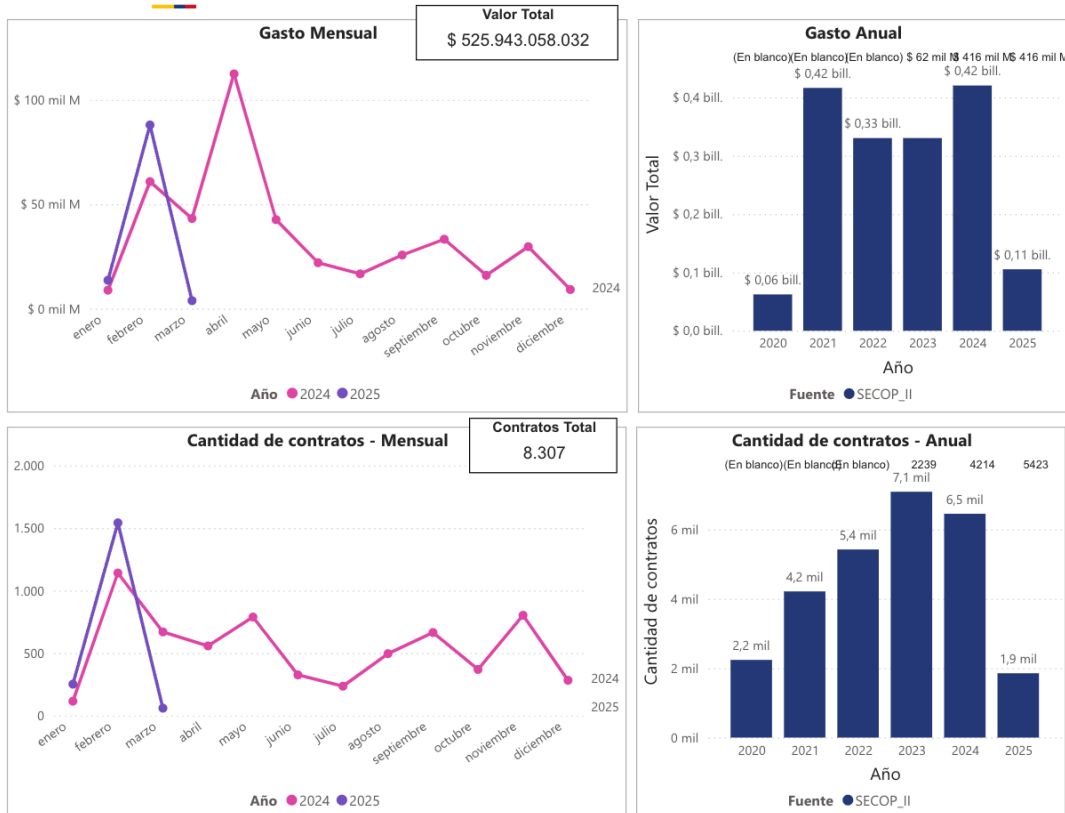 Gasto Mensual
Valor Total
$ 525.943.058.032
$ 100 mil M
$ 50 mil M
$ 0 mil M
2024
enero
febrero
marzo
abril
mayo
junio
julio
agosto
septiembre
octubre
noviembre
diciembre
Año 2024 2025
Gasto Anual
(En blanco) (En blanco) (En blanco) $ 62 mil M $ 416 mil M $ 416 mil M
$ 0,42 bill.
$ 0,42 bill.
$ 0,33 bill.
$ 0,11 bill.
$ 0,06 bill.
Valor Total
$ 0,4 bill.
$ 0,3 bill.
$ 0,2 bill.
$ 0,1 bill.
$ 0,0 bill.
2020 2021 2022 2023 2024 2025
Año
Fuente SECOP_II
Cantidad de contratos - Mensual
Contratos Total
8.307
2.000
1.500
1.000
500
0
2024
2025
enero
febrero
marzo
abril
mayo
junio
julio
agosto
septiembre
octubre
noviembre
diciembre
Año 2024 2025
Cantidad de contratos - Anual
(En blanco) (En blanco) (En blanco) 2239 4214 5423
7,1 mil
6,5 mil
5,4 mil
4,2 mil
2,2 mil
1,9 mil
Cantidad de contratos
6 mil
4 mil
2 mil
0 mil
2020 2021 2022 2023 2024 2025
Año
Fuente SECOP_II